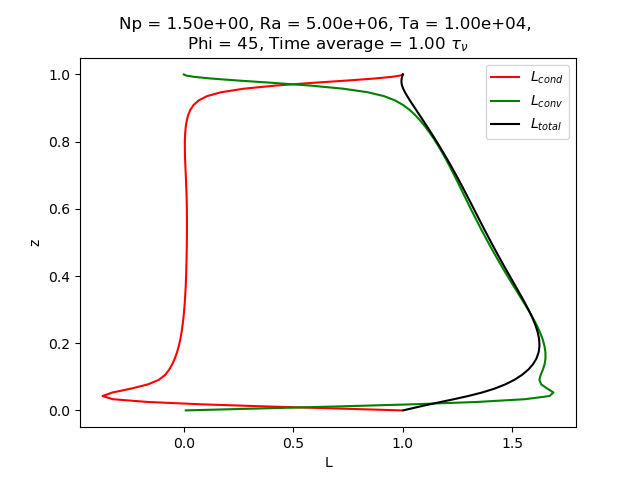 Np = 1.50e+00, Ra = 5.00e+06, Ta = 1.00e+04,
Phi = 45, Time average = 1.00 τν
1.0
0.8
0.6
0.4
0.2
0.0
z
0.0 0.5 1.0 1.5
L
Lcond
Lconv
Ltotal